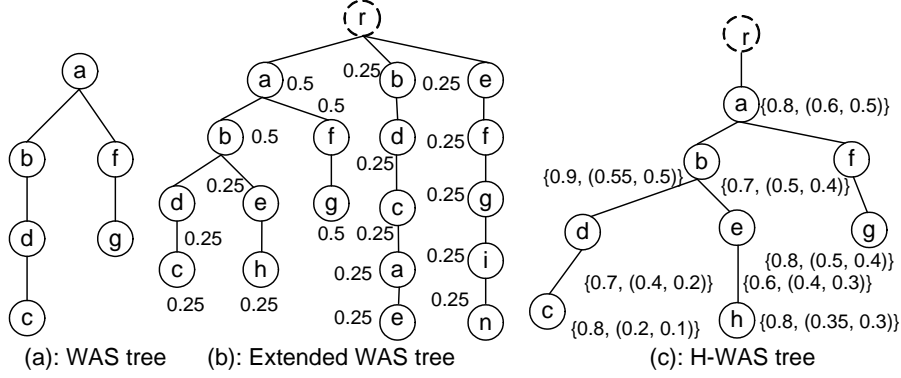 r
r
a
a 0.5
0.25 b
0.25 e
a {0.8, (0.6, 0.5)}
b
f
b 0.5
0.5
f
d
0.25
f
{0.9, (0.55, 0.5)} b
{0.7, (0.5, 0.4)}
f
d
g
d
0.25
e
g
0.25
c
0.25
g
d
e
g
0.25
0.5
0.25
i
{0.8, (0.5, 0.4)}
c
c
h
0.25
a
{0.7, (0.4, 0.2)}
{0.6, (0.4, 0.3)}
0.25
0.25
0.25
e
0.25
n
c
{0.8, (0.2, 0.1)}
h {0.8, (0.35, 0.3)}
(a): WAS tree
(b): Extended WAS tree
(c): H-WAS tree